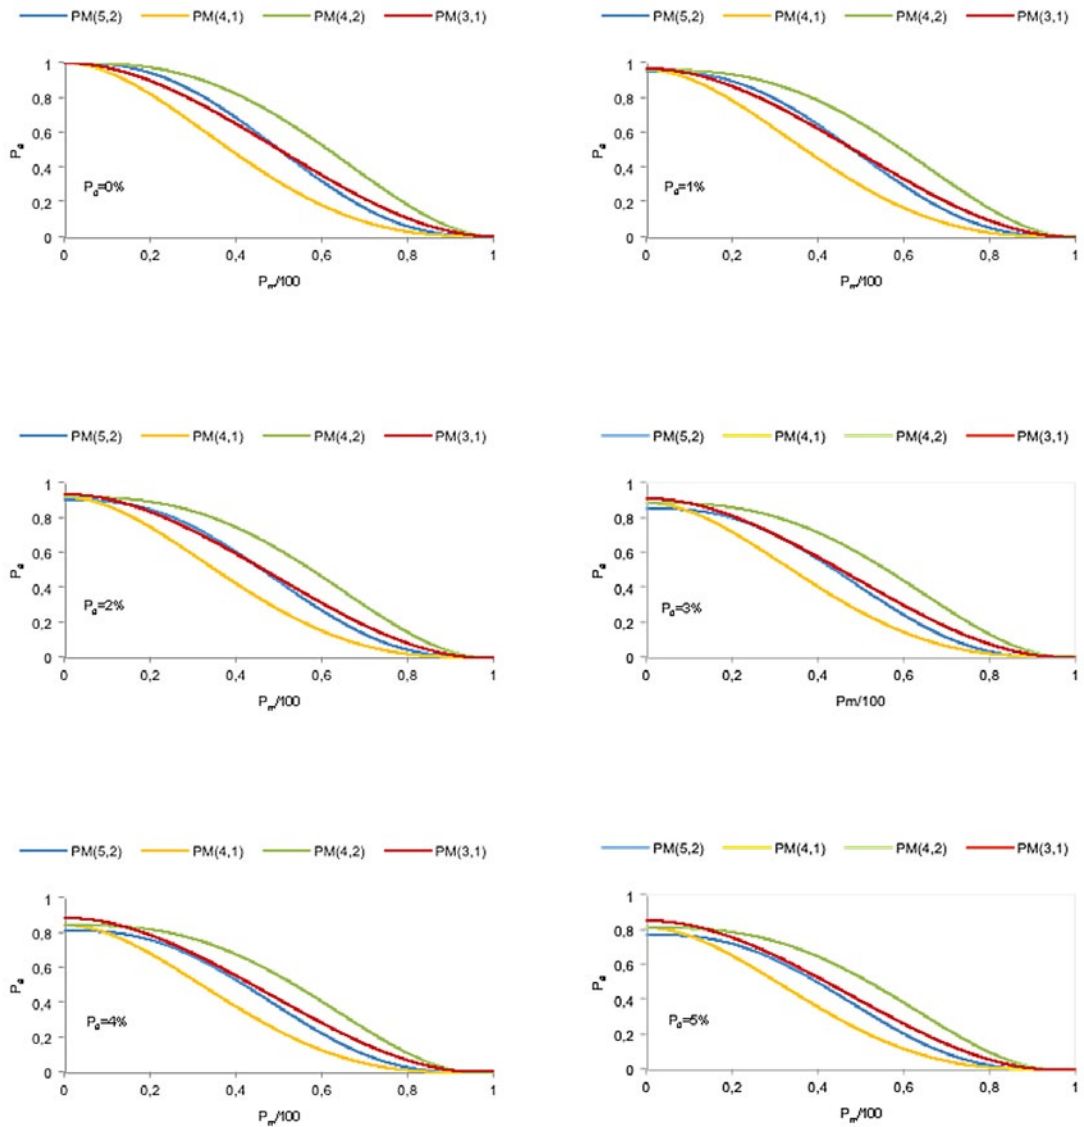 PM(5,2) PM(4,1) PM(4,2) PM(3,1)
PM(5,2) PM(4,1) PM(4,2) PM(3,1)
1
0,8
0,6
0,4
0,2
0
Pa
Pd=0%
0 0,2 0,4 0,6 0,8 1
Pm/100
1
0,8
0,6
0,4
0,2
0
Pa
Pd=1%
0 0,2 0,4 0,6 0,8 1
Pm/100
PM(5,2) PM(4,1) PM(4,2) PM(3,1)
PM(5,2) PM(4,1) PM(4,2) PM(3,1)
1
0,8
0,6
0,4
0,2
0
Pa
Pd=2%
0 0,2 0,4 0,6 0,8 1
Pm/100
1
0,8
0,6
0,4
0,2
0
Pa
Pd=3%
0 0,2 0,4 0,6 0,8 1
Pm/100
PM(5,2) PM(4,1) PM(4,2) PM(3,1)
PM(5,2) PM(4,1) PM(4,2) PM(3,1)
1
0,8
0,6
0,4
0,2
0
Pa
Pd=4%
0 0,2 0,4 0,6 0,8 1
Pm/100
1
0,8
0,6
0,4
0,2
0
Pa
Pd=5%
0 0,2 0,4 0,6 0,8 1
Pm/100